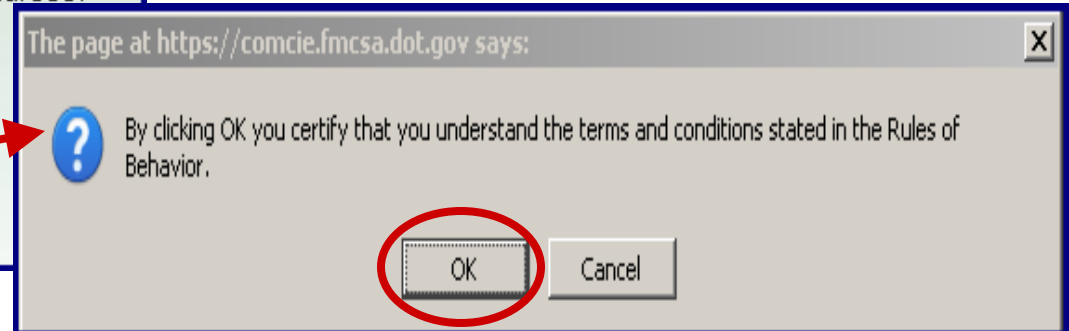 The page at https://comcie.fmcsa.dot.gov says:
X
By clicking OK you certify that you understand the terms and conditions stated in the Rules of
Behavior.
OK Cancel